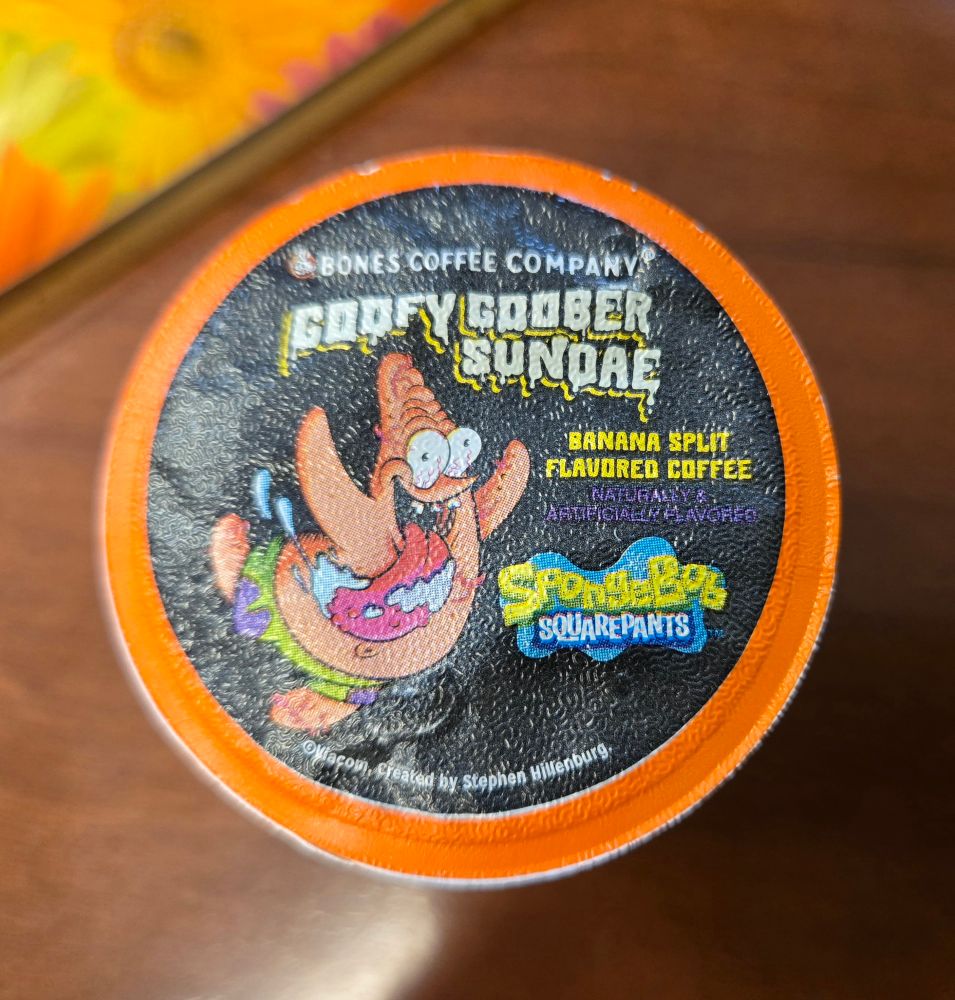 BONES COFFEE COMPANY®
GOOFY GOOBER
SUNDAE
BANANA SPLIT
FLAVORED COFFEE
NATURALLY &
ARTIFICIALLY FLAVORED
SPONGEBOB
SQUAREPANTS™
©Viacom, Created by Stephen Hillenburg.